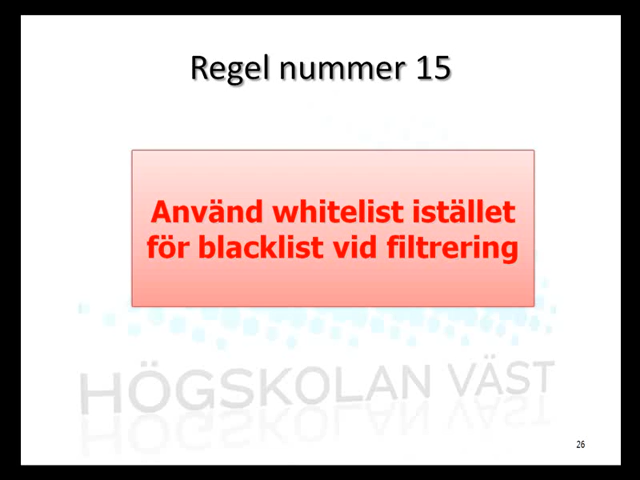 Regel nummer 15
Använd whitelist istället
för blacklist vid filtrering
HÖGSKOLAN VÄST
26